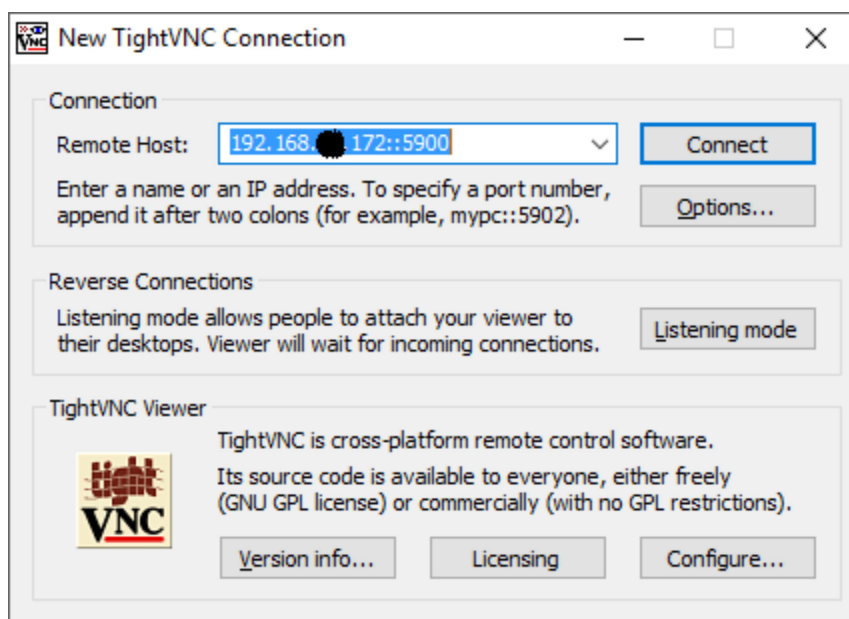 New TightVNC Connection
Connection
Remote Host:
192.168. .172::5900
Connect
Enter a name or an IP address. To specify a port number,
append it after two colons (for example, mypc::5902).
Options...
Reverse Connections
Listening mode allows people to attach your viewer to
their desktops. Viewer will wait for incoming connections.
Listening mode
TightVNC Viewer
tight
VNC
TightVNC is cross-platform remote control software.
Its source code is available to everyone, either freely
(GNU GPL license) or commercially (with no GPL restrictions).
Version info...
Licensing
Configure...